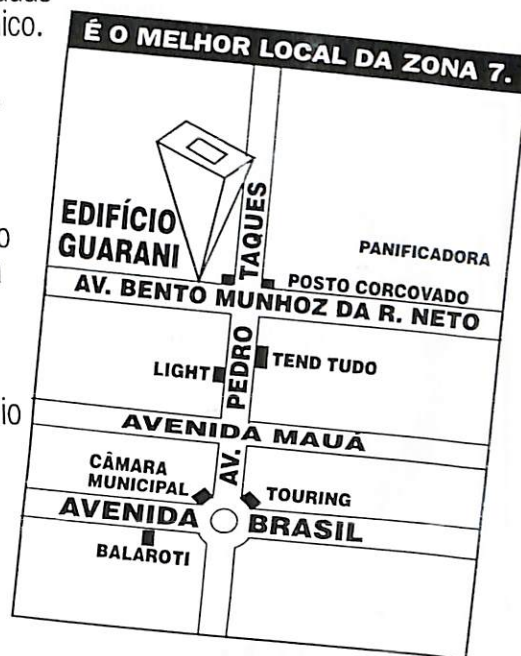 ico.
É O MELHOR LOCAL DA ZONA 7.
EDIFÍCIO
GUARANI
PANIFICADORA
POSTO CORCOVADO
AV. BENTO MUNHOZ DA R. NETO
LIGHT
TEND TUDO
AV. PEDRO TAQUES
AVENIDA MAUÁ
CÂMARA
MUNICIPAL
TOURING
AVENIDA BRASIL
BALAROTI